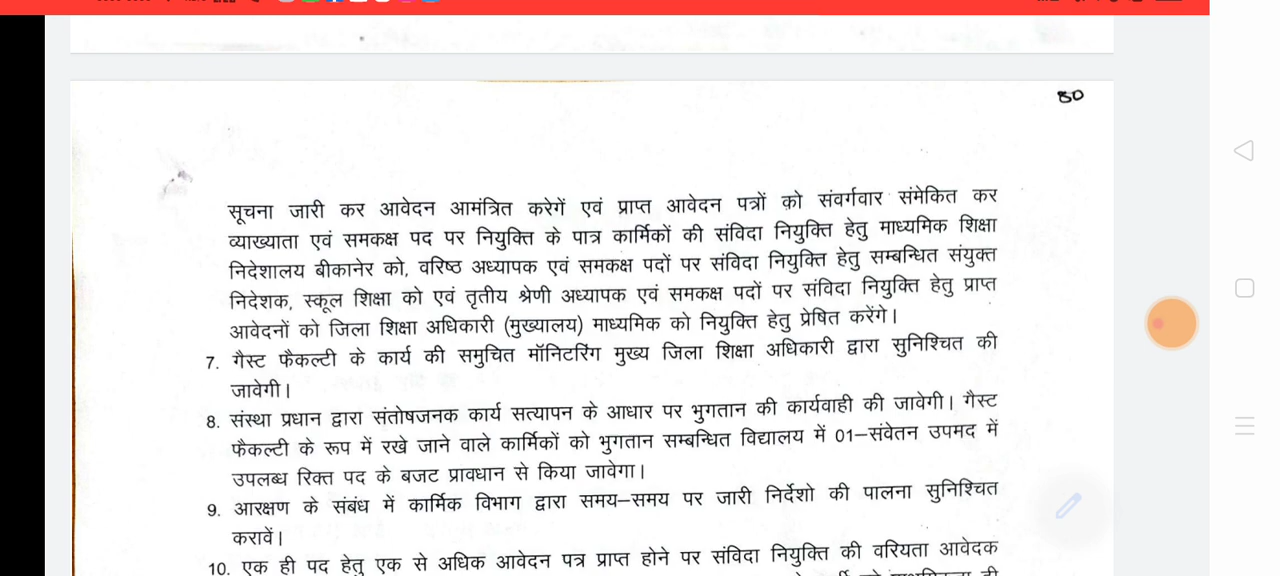 50
सूचना जारी कर आवेदन आमंत्रित करेगें एवं प्राप्त आवेदन पत्रों को संवर्गवार संमेकित कर
व्याख्याता एवं समकक्ष पद पर नियुक्ति के पात्र कार्मिकों की संविदा नियुक्ति हेतु माध्यमिक शिक्षा
निदेशालय बीकानेर को, वरिष्ठ अध्यापक एवं समकक्ष पदों पर संविदा नियुक्ति हेतु सम्बन्धित संयुक्त
निदेशक, स्कूल शिक्षा को एवं तृतीय श्रेणी अध्यापक एवं समकक्ष पदों पर संविदा नियुक्ति हेतु प्राप्त
आवेदनों को जिला शिक्षा अधिकारी (मुख्यालय) माध्यमिक को नियुक्ति हेतु प्रेषित करेंगे।
7. गैस्ट फैकल्टी के कार्य की समुचित मॉनिटरिंग मुख्य जिला शिक्षा अधिकारी द्वारा सुनिश्चित की
जावेगी।
8. संस्था प्रधान द्वारा संतोषजनक कार्य सत्यापन के आधार पर भुगतान की कार्यवाही की जावेगी। गैस्ट
फैकल्टी के रूप में रखे जाने वाले कार्मिकों को भुगतान सम्बन्धित विद्यालय में 01–संवेतन उपमद में
उपलब्ध रिक्त पद के बजट प्रावधान से किया जावेगा।
9. आरक्षण के संबंध में कार्मिक विभाग द्वारा समय–समय पर जारी निर्देशो की पालना सुनिश्चित
करावें।
10. एक ही पद हेतु एक से अधिक आवेदन पत्र प्राप्त होने पर संविदा नियुक्ति की वरियता आवेदक